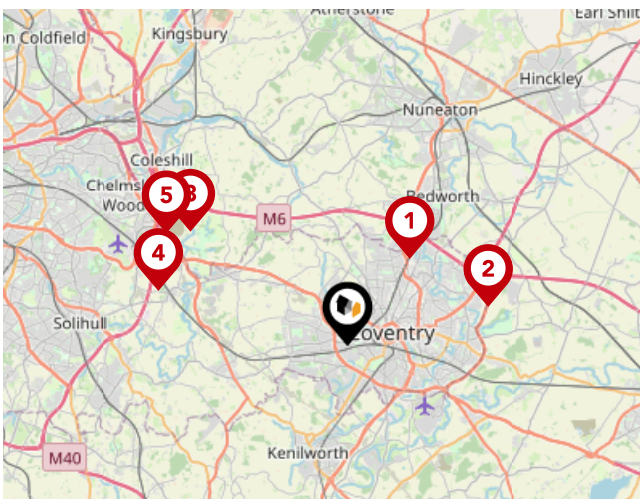 Atherstone
Earl Shilt
on Coldfield
Kingsbury
Hinckley
Nuneaton
Coleshill
Chelms
Wood
5
3
Bedworth
M6
1
4
2
Solihull
Coventry
Kenilworth
M40